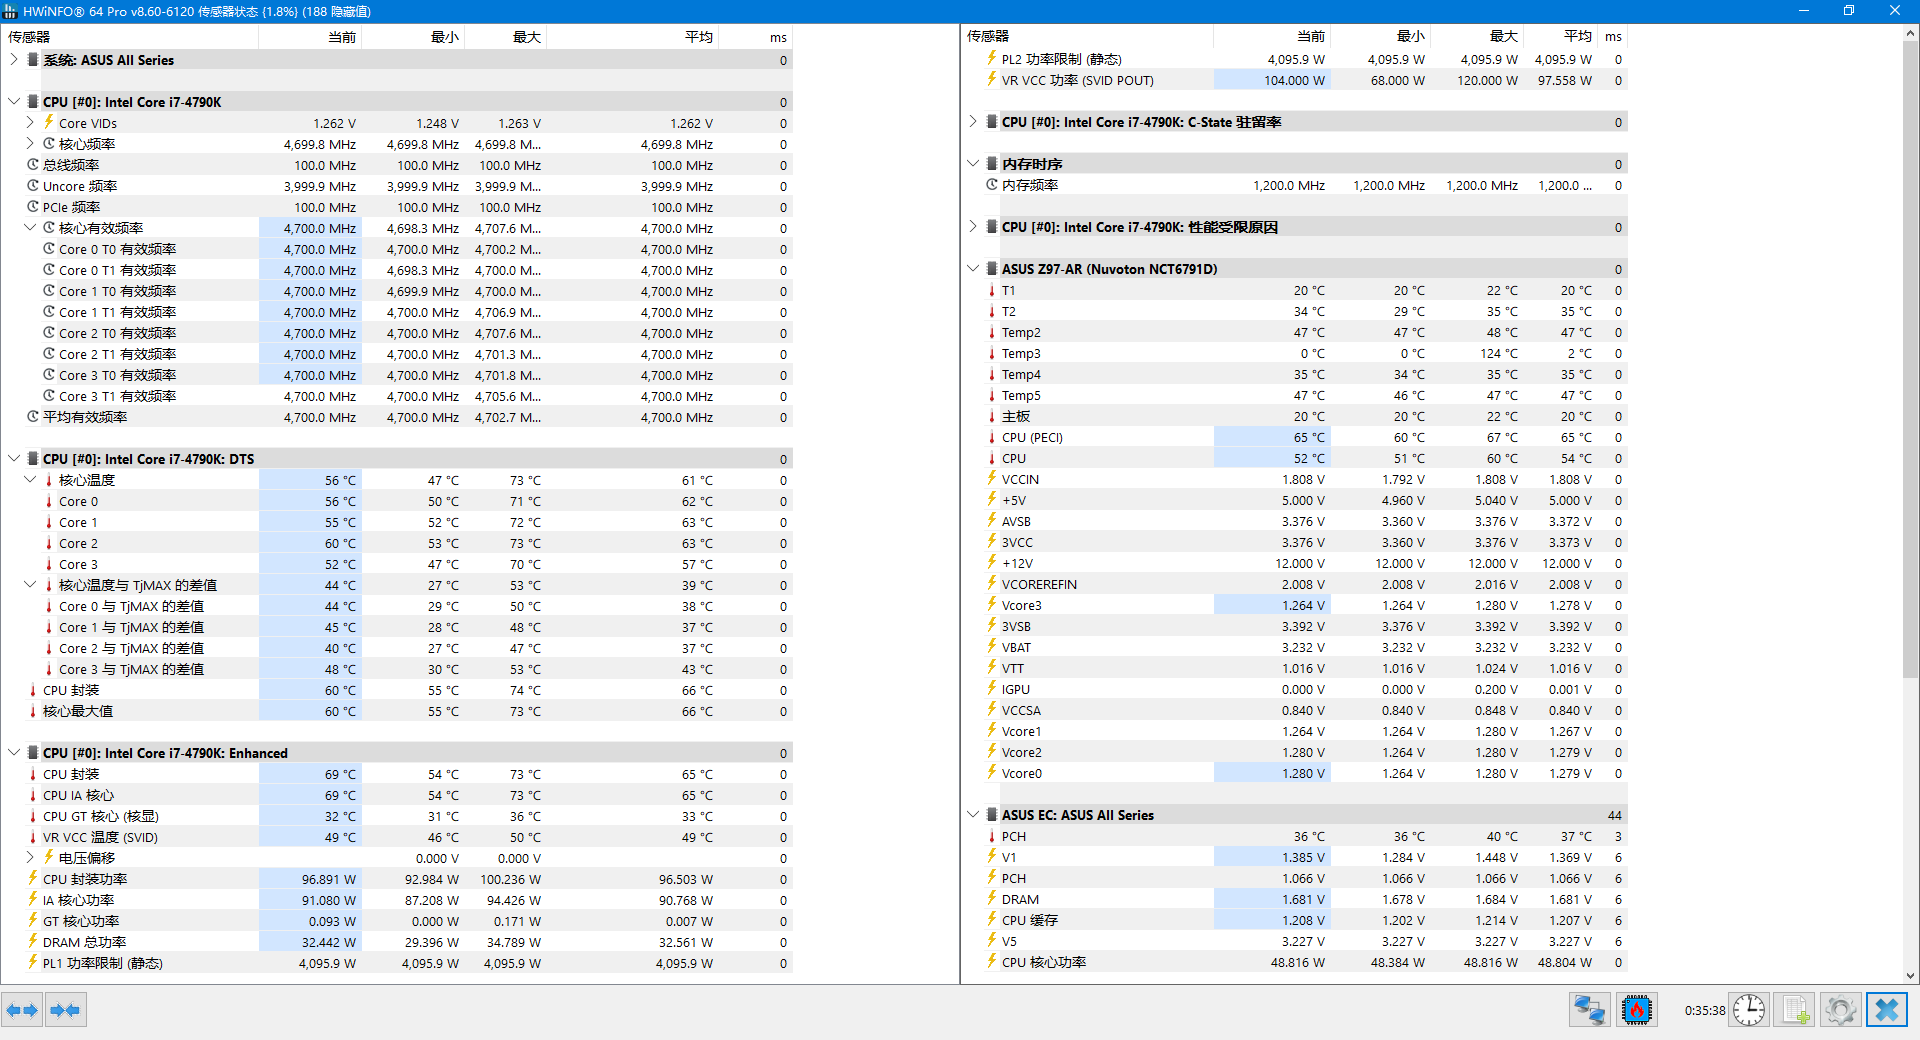 HWiNFO® 64 Pro v8.60-6120 传感器状态 {1.8%} (188 隐藏值)
传感器 当前 最小 最大 平均 ms
系统: ASUS All Series 0
CPU [#0]: Intel Core i7-4790K 0
Core VIDs 1.262 V 1.248 V 1.263 V 1.262 V 0
核心频率 4,699.8 MHz 4,699.8 MHz 4,699.8 M... 4,699.8 MHz 0
总线频率 100.0 MHz 100.0 MHz 100.0 MHz 100.0 MHz 0
Uncore 频率 3,999.9 MHz 3,999.9 MHz 3,999.9 M... 3,999.9 MHz 0
PCIe 频率 100.0 MHz 100.0 MHz 100.0 MHz 100.0 MHz 0
核心有效频率 4,700.0 MHz 4,698.3 MHz 4,707.6 M... 4,700.0 MHz 0
Core 0 T0 有效频率 4,700.0 MHz 4,700.0 MHz 4,700.2 M... 4,700.0 MHz 0
Core 0 T1 有效频率 4,700.0 MHz 4,698.3 MHz 4,700.0 M... 4,700.0 MHz 0
Core 1 T0 有效频率 4,700.0 MHz 4,699.9 MHz 4,700.0 M... 4,700.0 MHz 0
Core 1 T1 有效频率 4,700.0 MHz 4,700.0 MHz 4,706.9 M... 4,700.0 MHz 0
Core 2 T0 有效频率 4,700.0 MHz 4,700.0 MHz 4,707.6 M... 4,700.0 MHz 0
Core 2 T1 有效频率 4,700.0 MHz 4,700.0 MHz 4,701.3 M... 4,700.0 MHz 0
Core 3 T0 有效频率 4,700.0 MHz 4,700.0 MHz 4,701.8 M... 4,700.0 MHz 0
Core 3 T1 有效频率 4,700.0 MHz 4,700.0 MHz 4,705.6 M... 4,700.0 MHz 0
平均有效频率 4,700.0 MHz 4,700.0 MHz 4,702.7 M... 4,700.0 MHz 0
CPU [#0]: Intel Core i7-4790K: DTS 0
核心温度 56 °C 47 °C 73 °C 61 °C 0
Core 0 56 °C 50 °C 71 °C 62 °C 0
Core 1 55 °C 52 °C 72 °C 63 °C 0
Core 2 60 °C 53 °C 73 °C 63 °C 0
Core 3 52 °C 47 °C 70 °C 57 °C 0
核心温度与 TjMAX 的差值 44 °C 27 °C 53 °C 39 °C 0
Core 0 与 TjMAX 的差值 44 °C 29 °C 50 °C 38 °C 0
Core 1 与 TjMAX 的差值 45 °C 28 °C 48 °C 37 °C 0
Core 2 与 TjMAX 的差值 40 °C 27 °C 47 °C 37 °C 0
Core 3 与 TjMAX 的差值 48 °C 30 °C 53 °C 43 °C 0
CPU 封装 60 °C 55 °C 74 °C 66 °C 0
核心最大值 60 °C 55 °C 73 °C 66 °C 0
CPU [#0]: Intel Core i7-4790K: Enhanced 0
CPU 封装 69 °C 54 °C 73 °C 65 °C 0
CPU IA 核心 69 °C 54 °C 73 °C 65 °C 0
CPU GT 核心 (核显) 32 °C 31 °C 36 °C 33 °C 0
VR VCC 温度 (SVID) 49 °C 46 °C 50 °C 49 °C 0
电压偏移 0.000 V 0.000 V 0
CPU 封装功率 96.891 W 92.984 W 100.236 W 96.503 W 0
IA 核心功率 91.080 W 87.208 W 94.426 W 90.768 W 0
GT 核心功率 0.093 W 0.000 W 0.171 W 0.007 W 0
DRAM 总功率 32.442 W 29.396 W 34.789 W 32.561 W 0
PL1 功率限制 (静态) 4,095.9 W 4,095.9 W 4,095.9 W 4,095.9 W 0
传感器 当前 最小 最大 平均 ms
PL2 功率限制 (静态) 4,095.9 W 4,095.9 W 4,095.9 W 4,095.9 W 0
VR VCC 功率 (SVID POUT) 104.000 W 68.000 W 120.000 W 97.558 W 0
CPU [#0]: Intel Core i7-4790K: C-State 驻留率 0
内存时序 0
内存频率 1,200.0 MHz 1,200.0 MHz 1,200.0 MHz 1,200.0 ... 0
CPU [#0]: Intel Core i7-4790K: 性能受限原因 0
ASUS Z97-AR (Nuvoton NCT6791D) 0
T1 20 °C 20 °C 22 °C 20 °C 0
T2 34 °C 29 °C 35 °C 35 °C 0
Temp2 47 °C 47 °C 48 °C 47 °C 0
Temp3 0 °C 0 °C 124 °C 2 °C 0
Temp4 35 °C 34 °C 35 °C 35 °C 0
Temp5 47 °C 46 °C 47 °C 47 °C 0
主板 20 °C 20 °C 22 °C 20 °C 0
CPU (PECI) 65 °C 60 °C 67 °C 65 °C 0
CPU 52 °C 51 °C 60 °C 54 °C 0
VCCIN 1.808 V 1.792 V 1.808 V 1.808 V 0
+5V 5.000 V 4.960 V 5.040 V 5.000 V 0
AVSB 3.376 V 3.360 V 3.376 V 3.372 V 0
3VCC 3.376 V 3.360 V 3.376 V 3.373 V 0
+12V 12.000 V 12.000 V 12.000 V 12.000 V 0
VCOREREFIN 2.008 V 2.008 V 2.016 V 2.008 V 0
Vcore3 1.264 V 1.264 V 1.280 V 1.278 V 0
3VSB 3.392 V 3.376 V 3.392 V 3.392 V 0
VBAT 3.232 V 3.232 V 3.232 V 3.232 V 0
VTT 1.016 V 1.016 V 1.024 V 1.016 V 0
IGPU 0.000 V 0.000 V 0.200 V 0.001 V 0
VCCSA 0.840 V 0.840 V 0.848 V 0.840 V 0
Vcore1 1.264 V 1.264 V 1.280 V 1.267 V 0
Vcore2 1.280 V 1.264 V 1.280 V 1.279 V 0
Vcore0 1.280 V 1.264 V 1.280 V 1.279 V 0
ASUS EC: ASUS All Series 44
PCH 36 °C 36 °C 40 °C 37 °C 3
V1 1.385 V 1.284 V 1.448 V 1.369 V 6
PCH 1.066 V 1.066 V 1.066 V 1.066 V 6
DRAM 1.681 V 1.678 V 1.684 V 1.681 V 6
CPU 缓存 1.208 V 1.202 V 1.214 V 1.207 V 6
V5 3.227 V 3.227 V 3.227 V 3.227 V 6
CPU 核心功率 48.816 W 48.384 W 48.816 W 48.804 W 0
0:35:38